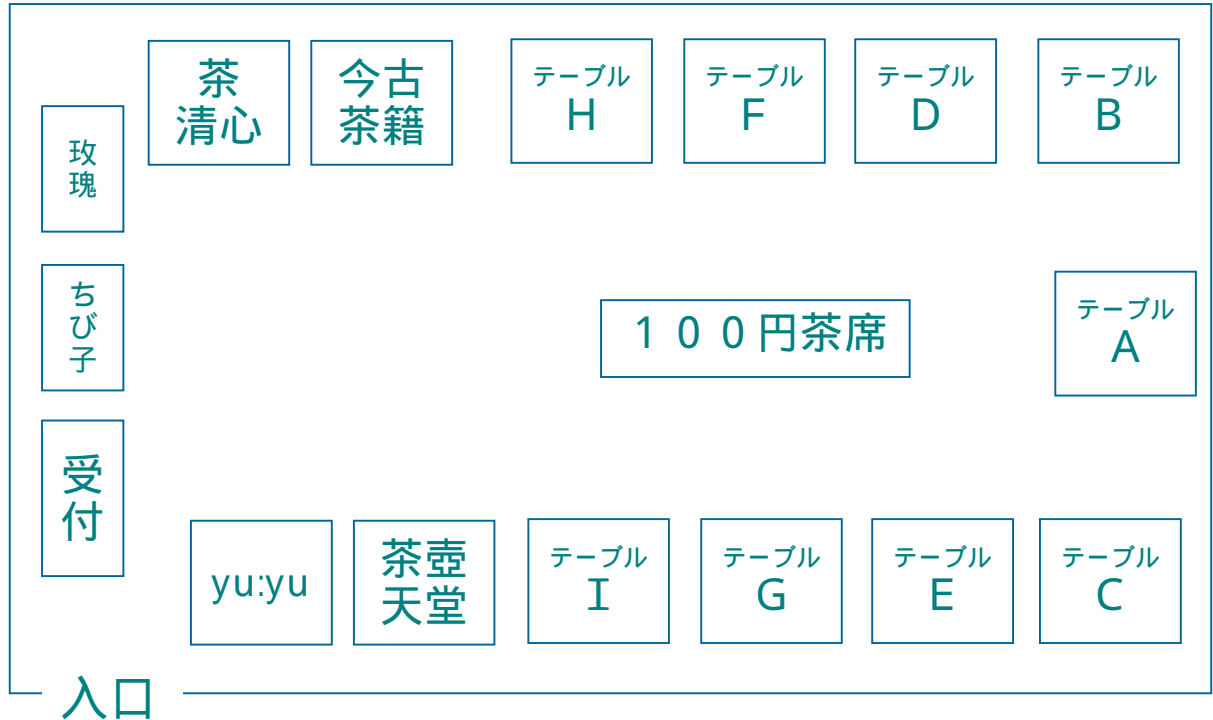 茶
清心
今古
茶籍
テーブル
H
テーブル
F
テーブル
D
テーブル
B
玫
瑰
ち
び
子
１００円茶席
テーブル
A
受
付
yu:yu
茶壺
天堂
テーブル
I
テーブル
G
テーブル
E
テーブル
C
入口